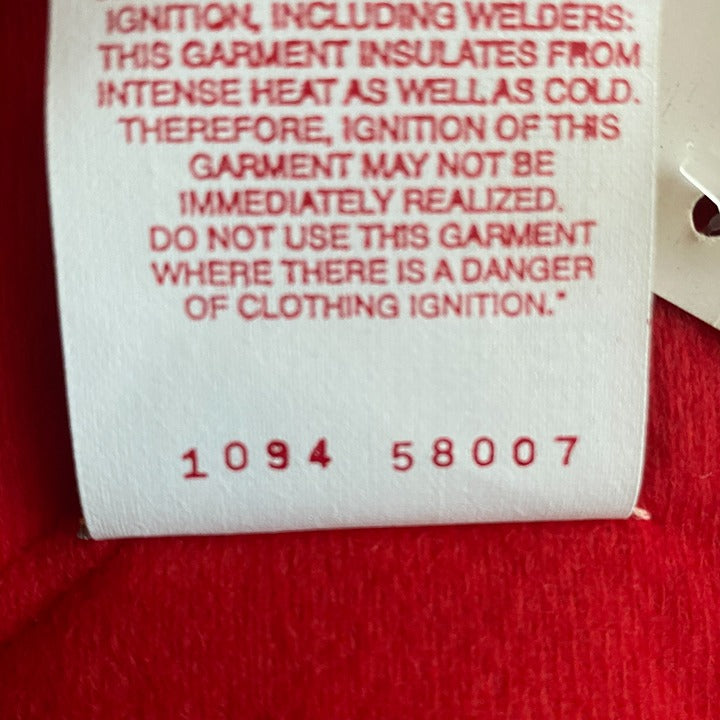 IGNITION, INCLUDING WELDERS:
THIS GARMENT INSULATES FROM
INTENSE HEAT AS WELL AS COLD.
THEREFORE, IGNITION OF THIS
GARMENT MAY NOT BE
IMMEDIATELY REALIZED.
DO NOT USE THIS GARMENT
WHERE THERE IS A DANGER
OF CLOTHING IGNITION."
1094 58007